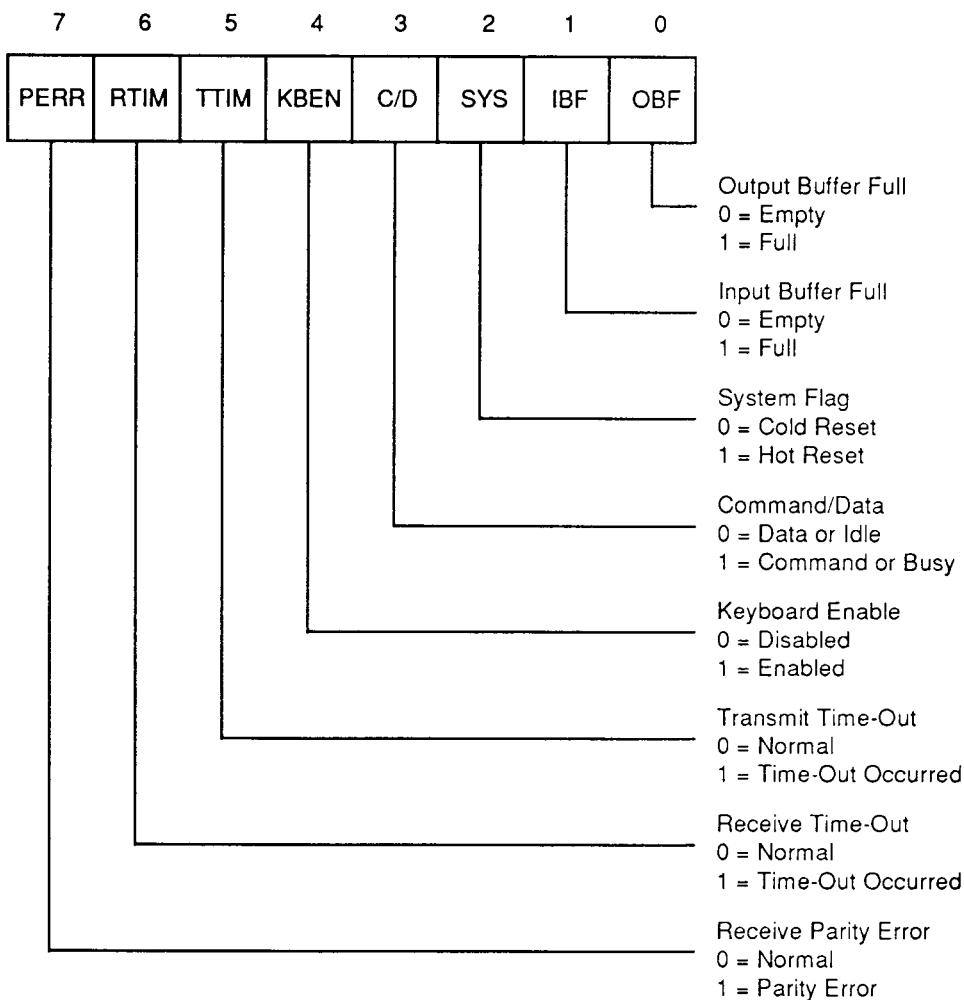 7 6 5 4 3 2 1 0
PERR RTIM TTIM KBEN C/D SYS IBF OBF
Output Buffer Full
0 = Empty
1 = Full
Input Buffer Full
0 = Empty
1 = Full
System Flag
0 = Cold Reset
1 = Hot Reset
Command/Data
0 = Data or Idle
1 = Command or Busy
Keyboard Enable
0 = Disabled
1 = Enabled
Transmit Time-Out
0 = Normal
1 = Time-Out Occurred
Receive Time-Out
0 = Normal
1 = Time-Out Occurred
Receive Parity Error
0 = Normal
1 = Parity Error